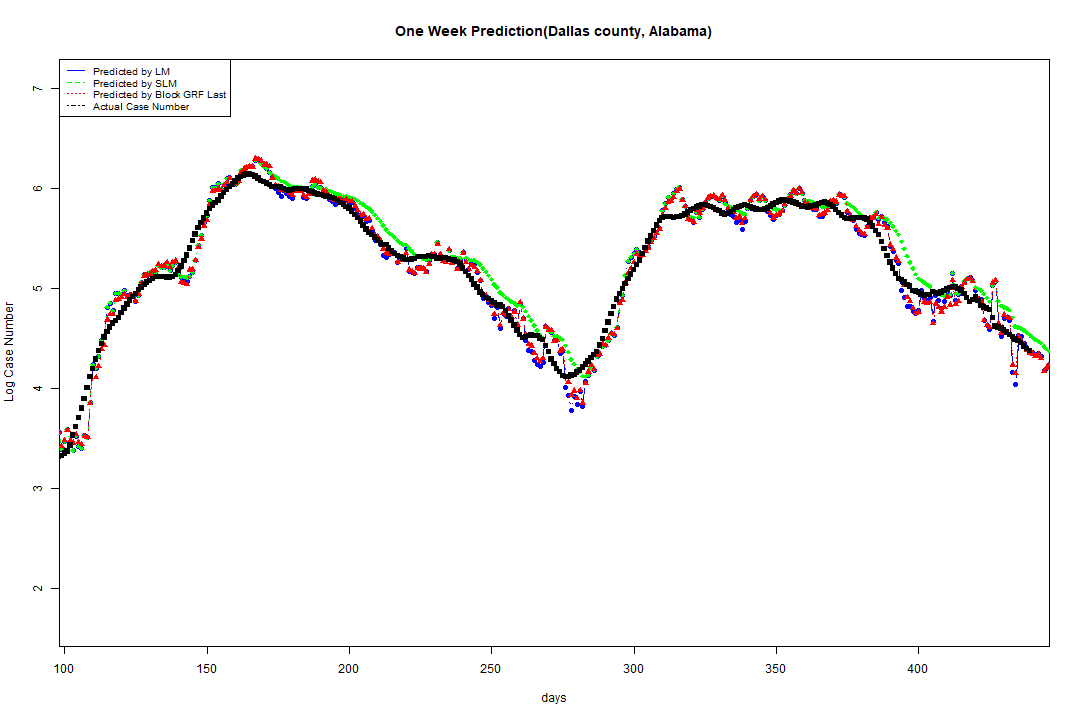 One Week Prediction(Dallas county, Alabama)
Predicted by LM
Predicted by SLM
Predicted by Block GRF Last
Actual Case Number
7
6
5
4
3
2
Log Case Number
100 150 200 250 300 350 400
days